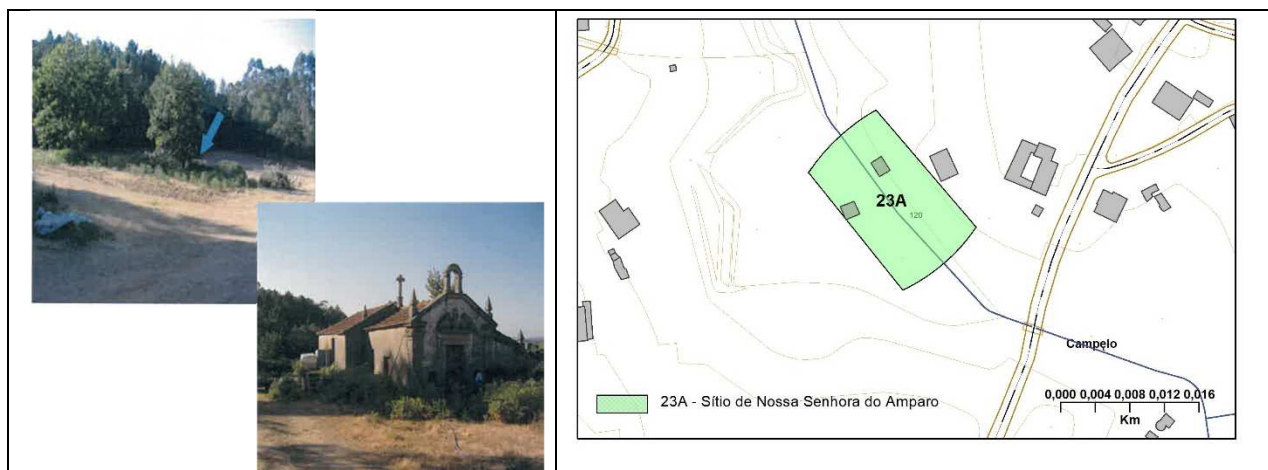 23A
120
Campelo
23A - Sítio de Nossa Senhora do Amparo
0,000 0,004 0,008 0,012 0,016
Km